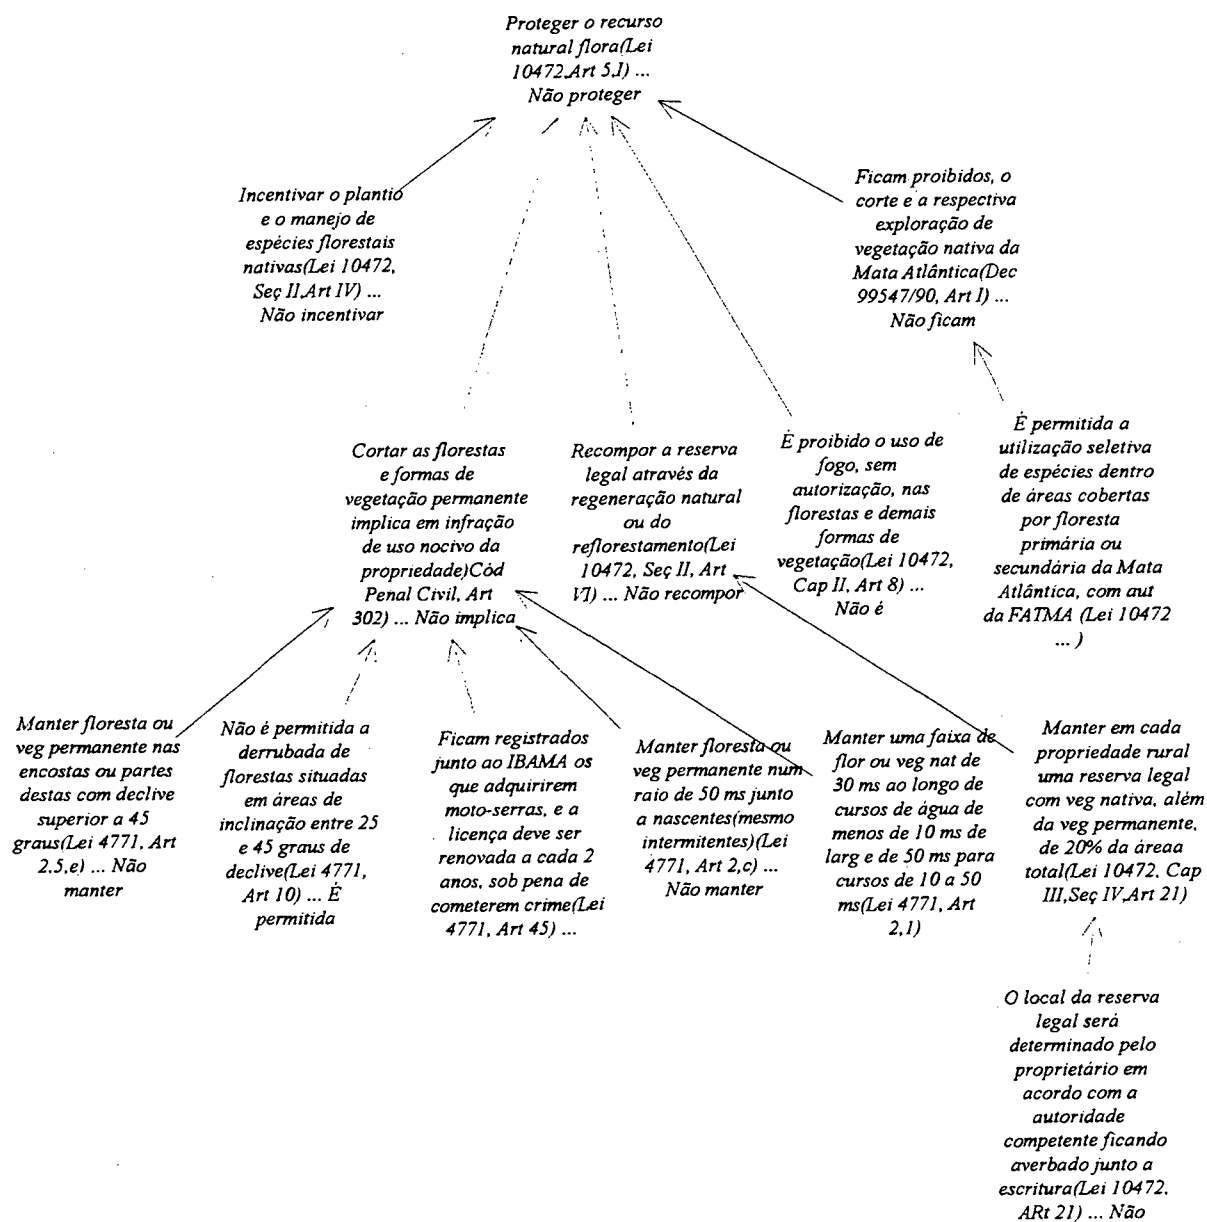 Proteger o recurso
natural flora(Lei
10472,Art 5,I) ...
Não proteger
Incentivar o plantio
e o manejo de
espécies florestais
nativas(Lei 10472,
Seç II,Art IV) ...
Não incentivar
Ficam proibidos, o
corte e a respectiva
exploração de
vegetação nativa da
Mata Atlântica(Dec
99547/90, Art I) ...
Não ficam
Cortar as florestas
e formas de
vegetação permanente
implica em infração
de uso nocivo da
propriedade)Cód
Penal Civil, Art
302) ... Não implica
Recompor a reserva
legal através da
regeneração natural
ou do
reflorestamento(Lei
10472, Seç II, Art
VI) ... Não recompor
É proibido o uso de
fogo, sem
autorização, nas
florestas e demais
formas de
vegetação(Lei 10472,
Cap II, Art 8) ...
Não é
É permitida a
utilização seletiva
de espécies dentro
de áreas cobertas
por floresta
primária ou
secundária da Mata
Atlântica, com aut
da FATMA (Lei 10472
... )
Manter floresta ou
veg permanente nas
encostas ou partes
destas com declive
superior a 45
graus(Lei 4771, Art
2,5,e) ... Não
manter
Não é permitida a
derrubada de
florestas situadas
em áreas de
inclinação entre 25
e 45 graus de
declive(Lei 4771,
Art 10) ... É
permitida
Ficam registrados
junto ao IBAMA os
que adquirirem
moto-serras, e a
licença deve ser
renovada a cada 2
anos, sob pena de
cometerem crime(Lei
4771, Art 45) ...
Manter floresta ou
veg permanente num
raio de 50 ms junto
a nascentes(mesmo
intermitentes)(Lei
4771, Art 2,c) ...
Não manter
Manter uma faixa de
flor ou veg nat de
30 ms ao longo de
cursos de água de
menos de 10 ms de
larg e de 50 ms para
cursos de 10 a 50
ms(Lei 4771, Art
2,1)
Manter em cada
propriedade rural
uma reserva legal
com veg nativa, além
da veg permanente,
de 20% da áreaa
total(Lei 10472, Cap
III,Seç IV,Art 21)
O local da reserva
legal será
determinado pelo
proprietário em
acordo com a
autoridade
competente ficando
averbado junto a
escritura(Lei 10472,
ARt 21) ... Não